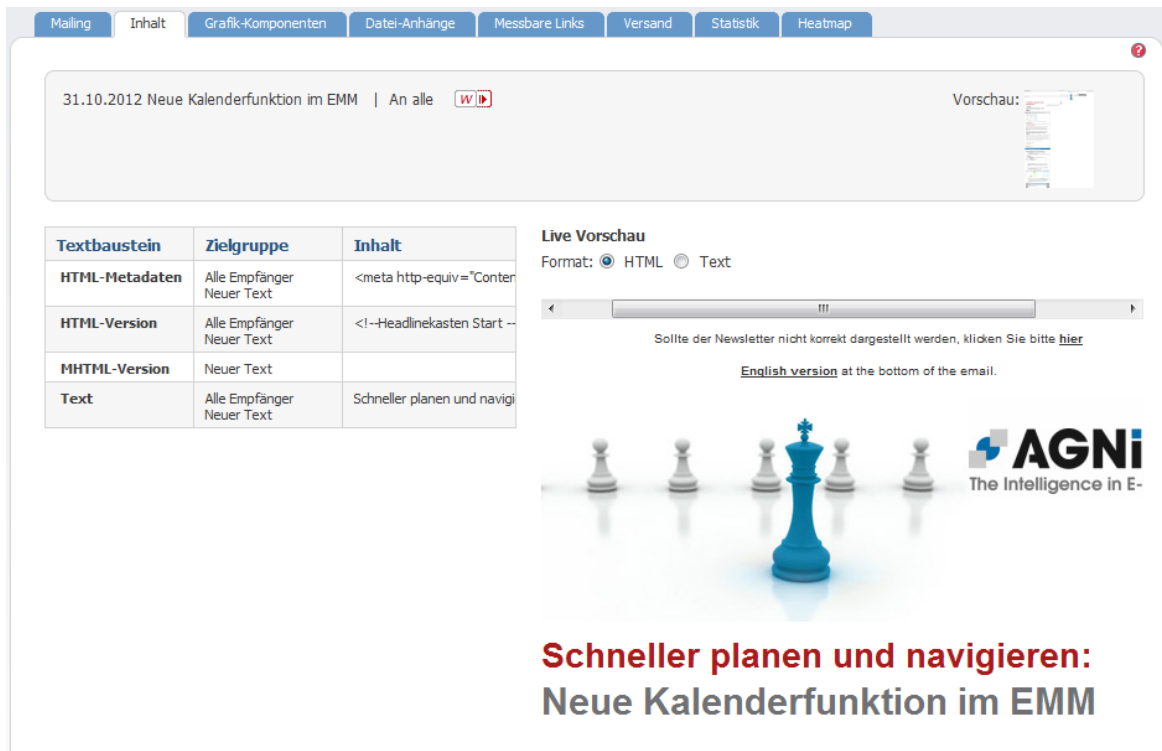 Mailing Inhalt Grafik-Komponenten Datei-Anhänge Messbare Links Versand Statistik Heatmap
?
31.10.2012 Neue Kalenderfunktion im EMM | An alle W Vorschau:
Textbaustein Zielgruppe Inhalt
HTML-Metadaten Alle Empfänger <meta http-equiv="Conten
Neuer Text
HTML-Version Alle Empfänger <!--Headlinekasten Start --
Neuer Text
MHTML-Version Neuer Text
Text Alle Empfänger Schneller planen und navigi
Neuer Text
Live Vorschau
Format: HTML Text
Sollte der Newsletter nicht korrekt dargestellt werden, klicken Sie bitte hier
English version at the bottom of the email.
AGNi
The Intelligence in E-
Schneller planen und navigieren:
Neue Kalenderfunktion im EMM